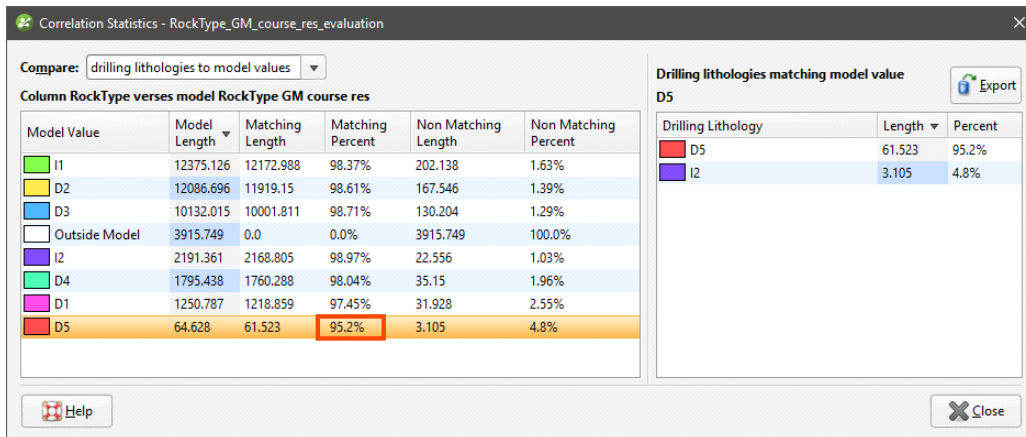 Correlation Statistics - RockType_GM_course_res_evaluation
Compare: drilling lithologies to model values
Column RockType verses model RockType GM course res
Model Value Model Length Matching Length Matching Percent Non Matching Length Non Matching Percent
I1 12375.126 12172.988 98.37% 202.138 1.63%
D2 12086.696 11919.15 98.61% 167.546 1.39%
D3 10132.015 10001.811 98.71% 130.204 1.29%
Outside Model 3915.749 0.0 0.0% 3915.749 100.0%
I2 2191.361 2168.805 98.97% 22.556 1.03%
D4 1795.438 1760.288 98.04% 35.15 1.96%
D1 1250.787 1218.859 97.45% 31.928 2.55%
D5 64.628 61.523 95.2% 3.105 4.8%
Drilling lithologies matching model value
D5
Export
Drilling Lithology Length Percent
D5 61.523 95.2%
I2 3.105 4.8%
Help
Close